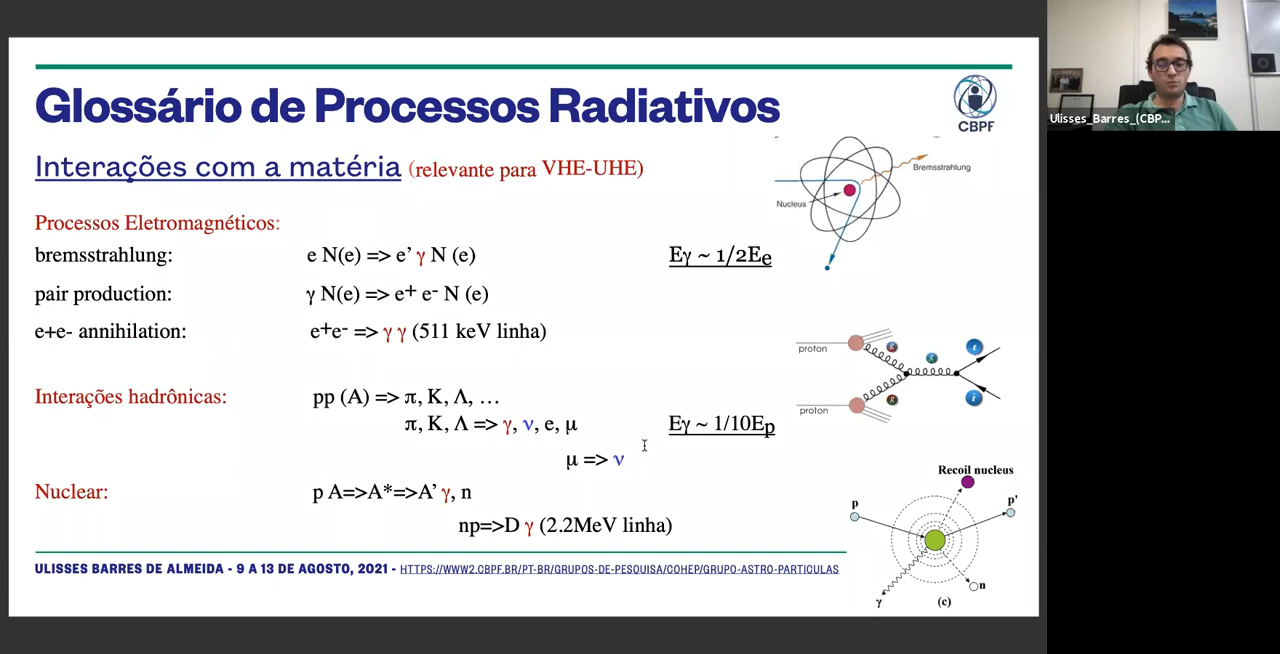 Glossário de Processos Radiativos
CBPF
Interações com a matéria (relevante para VHE-UHE)
Bremsstrahlung
Nucleus
Processos Eletromagnéticos:
bremsstrahlung: e N(e) => e’ γ N (e) Eγ ~ 1/2Ee
pair production: γ N(e) => e+ e- N (e)
e+e- annihilation: e+e- => γ γ (511 keV linha)
proton
g
g
t
proton
g
Interações hadrônicas: pp (A) => π, K, Λ, …
π, K, Λ => γ, ν, e, μ Eγ ~ 1/10Ep
μ => ν
Nuclear: p A=>A*=>A’ γ, n
np=>D γ (2.2MeV linha)
Recoil nucleus
p
p'
n
γ
(c)
ULISSES BARRES DE ALMEIDA - 9 A 13 DE AGOSTO, 2021 - HTTPS://WWW2.CBPF.BR/PT-BR/GRUPOS-DE-PESQUISA/COHEP/GRUPO-ASTRO-PARTICULAS
Ulisses_Barres_(CBP...